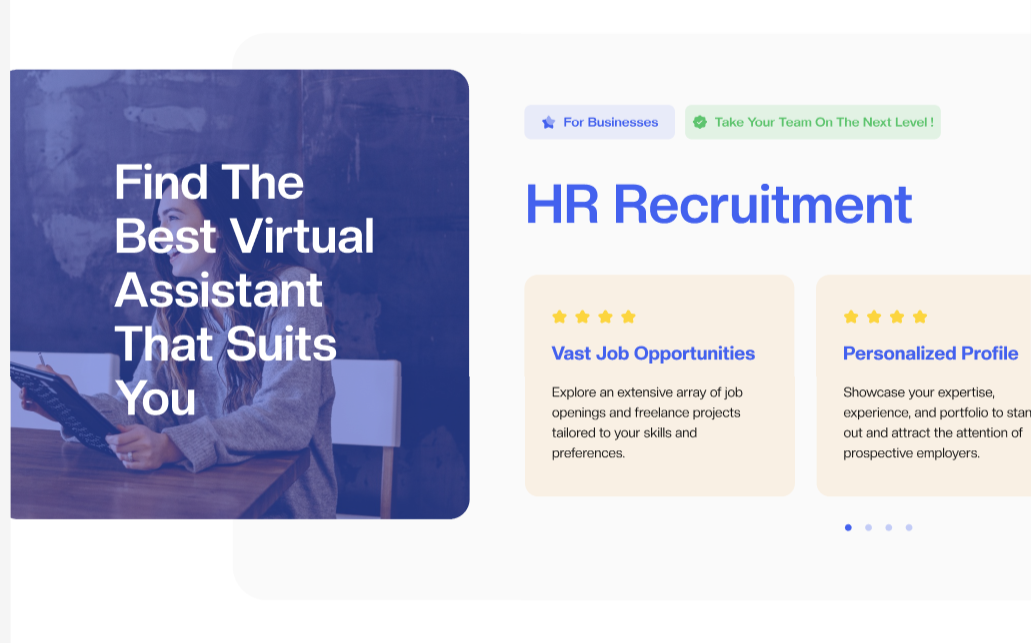 Find The
Best Virtual
Assistant
That Suits
You
For Businesses
Take Your Team On The Next Level !
HR Recruitment
Vast Job Opportunities
Explore an extensive array of job
openings and freelance projects
tailored to your skills and
preferences.
Personalized Profile
Showcase your expertise,
experience, and portfolio to stan
out and attract the attention of
prospective employers.